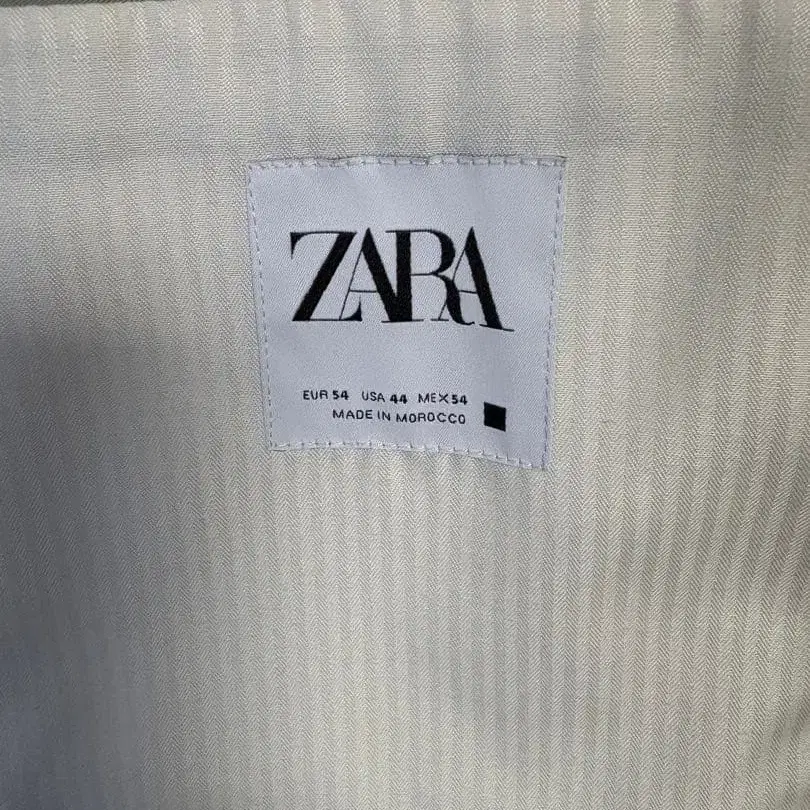 ZARA
EUR 54 USA 44 MEX 54
MADE IN MOROCCO